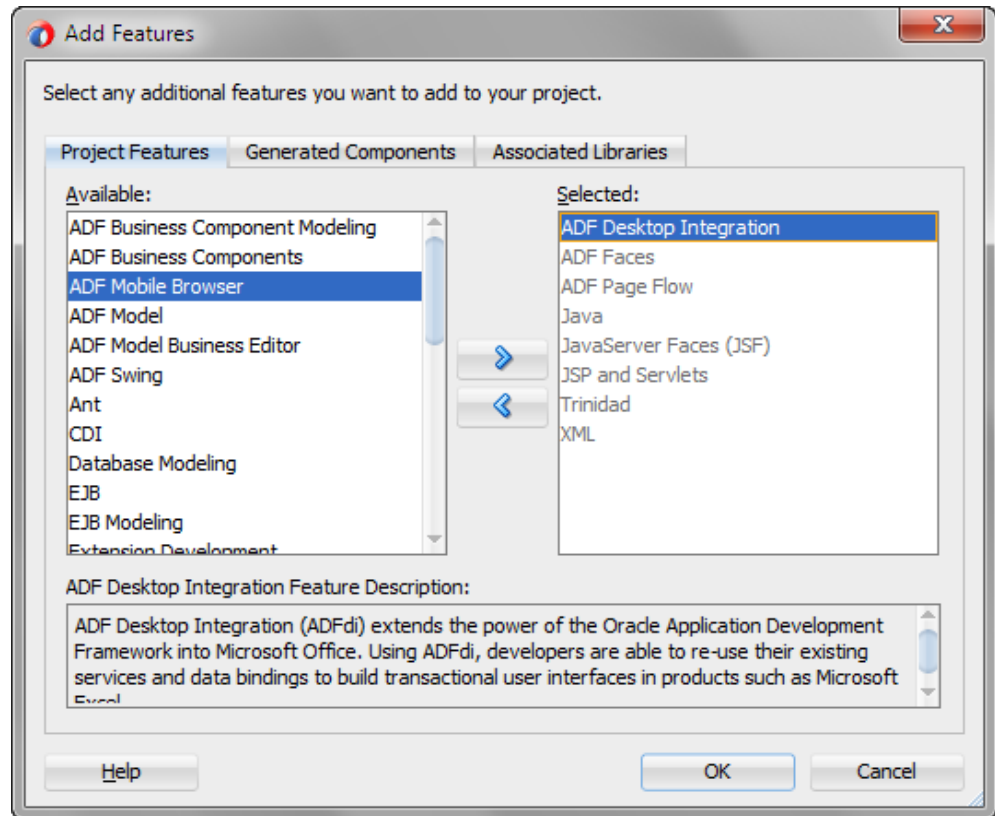 Add Features
Select any additional features you want to add to your project.
Project Features
Generated Components
Associated Libraries
Available:
ADF Business Component Modeling
ADF Business Components
ADF Mobile Browser
ADF Model
ADF Model Business Editor
ADF Swing
Ant
CDI
Database Modeling
EJB
EJB Modeling
Extension Development
Selected:
ADF Desktop Integration
ADF Faces
ADF Page Flow
Java
JavaServer Faces (JSF)
JSP and Servlets
Trinidad
XML
ADF Desktop Integration Feature Description:
ADF Desktop Integration (ADFdi) extends the power of the Oracle Application Development
Framework into Microsoft Office. Using ADFdi, developers are able to re-use their existing
services and data bindings to build transactional user interfaces in products such as Microsoft
Excel
Help
OK
Cancel